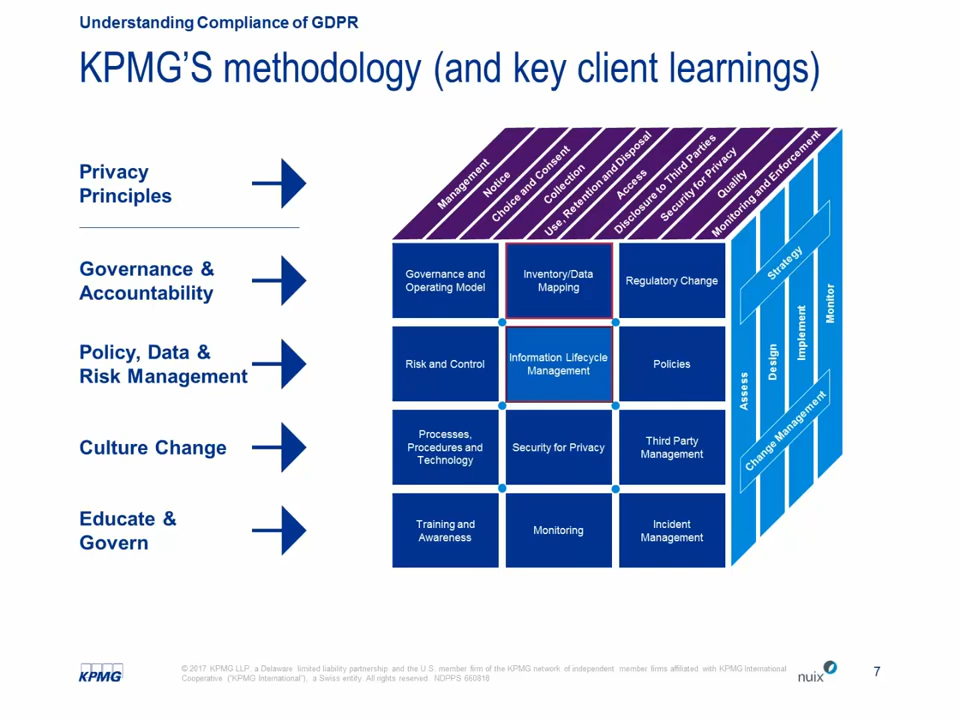 Understanding Compliance of GDPR
KPMG'S methodology (and key client learnings)
Privacy
Principles
Governance &
Accountability
Policy, Data &
Risk Management
Culture Change
Educate &
Govern
Management
Notice
Choice and Consent
Collection
Use, Retention and Disposal
Access
Disclosure to Third Parties
Security for Privacy
Quality
Monitoring and Enforcement
Governance and
Operating Model
Inventory/Data
Mapping
Regulatory Change
Risk and Control
Information Lifecycle
Management
Policies
Processes,
Procedures and
Technology
Security for Privacy
Third Party
Management
Training and
Awareness
Monitoring
Incident
Management
Assess
Design
Implement
Monitor
Strategy
Change Management
KPMG
© 2017 KPMG LLP, a Delaware limited liability partnership and the U.S. member firm of the KPMG network of independent member firms affiliated with KPMG International
Cooperative ("KPMG International"), a Swiss entity. All rights reserved. NDPPS 660818
nuix
7